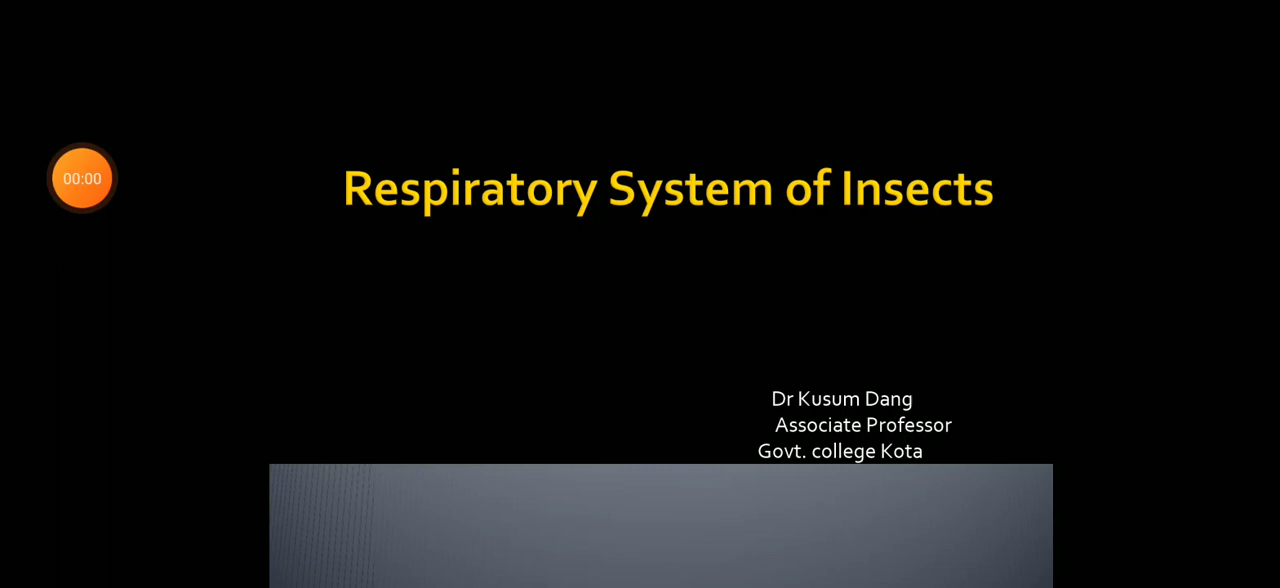 00:00
Respiratory System of Insects
Dr Kusum Dang
Associate Professor
Govt. college Kota